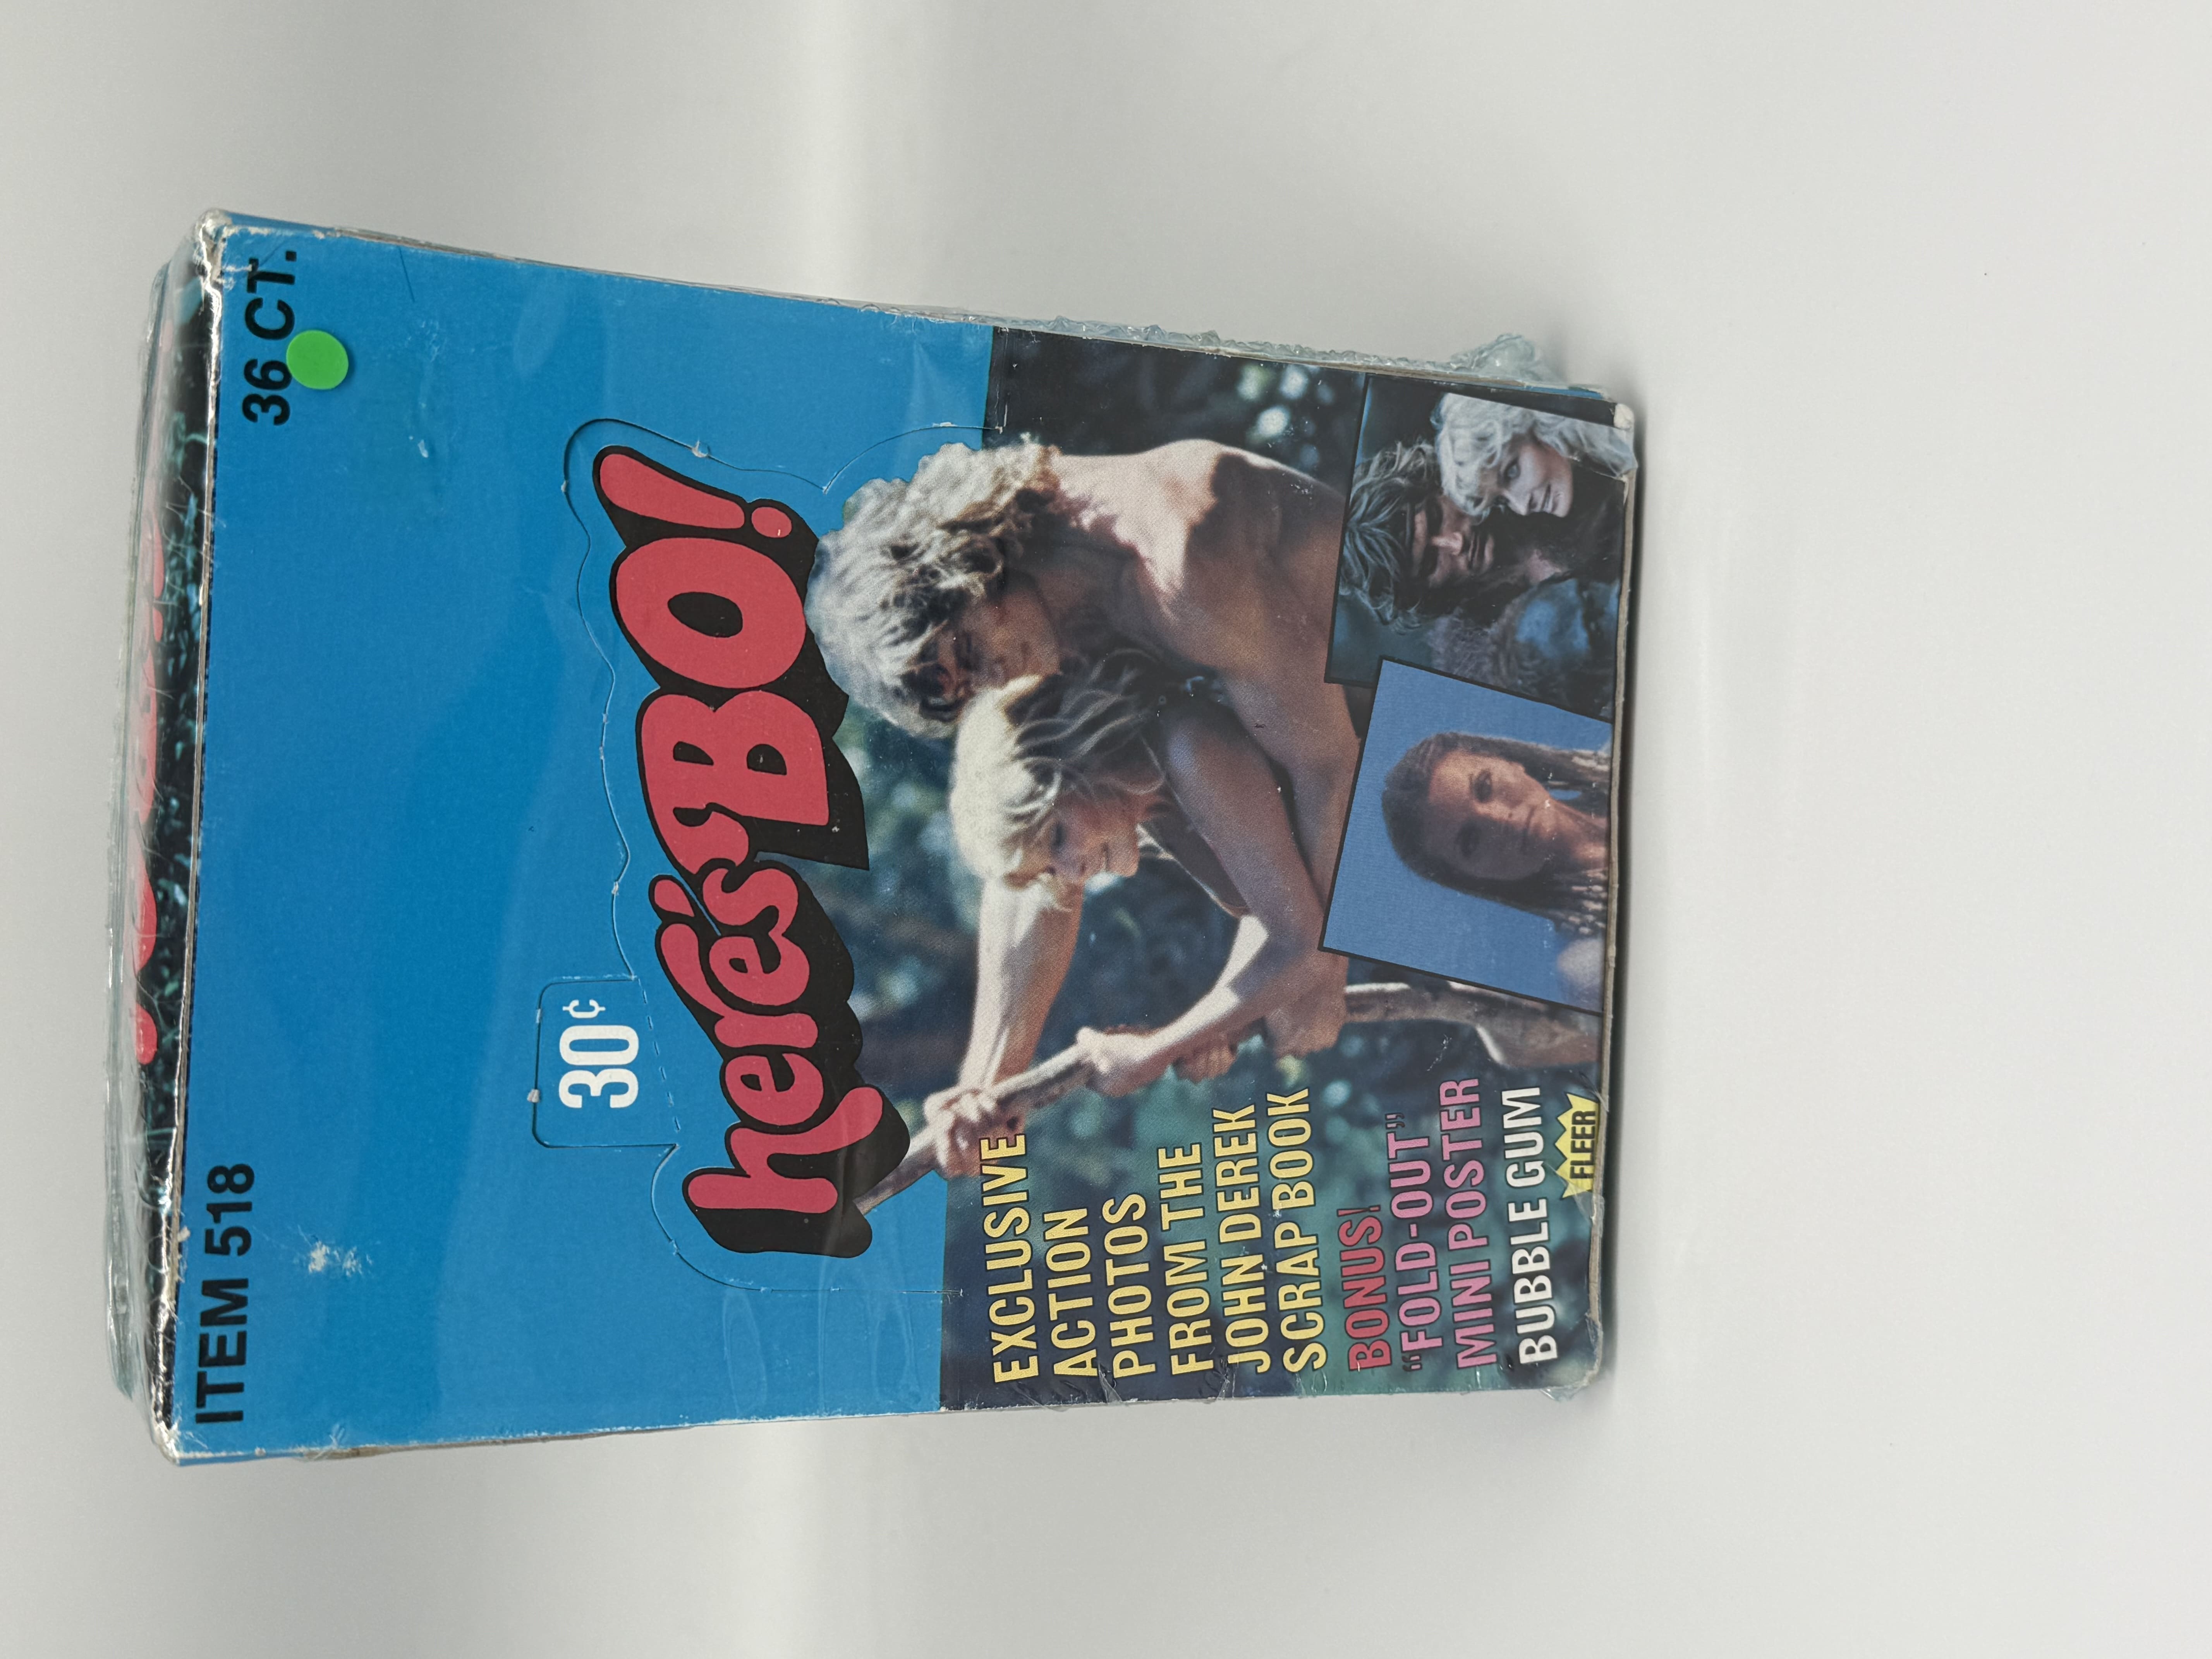 ITEM 518
36 CT.
30¢
here's BO!
EXCLUSIVE
ACTION
PHOTOS
FROM THE
JOHN DEREK
SCRAP BOOK
BONUS!
"FOLD-OUT"
MINI POSTER
BUBBLE GUM
FLEER